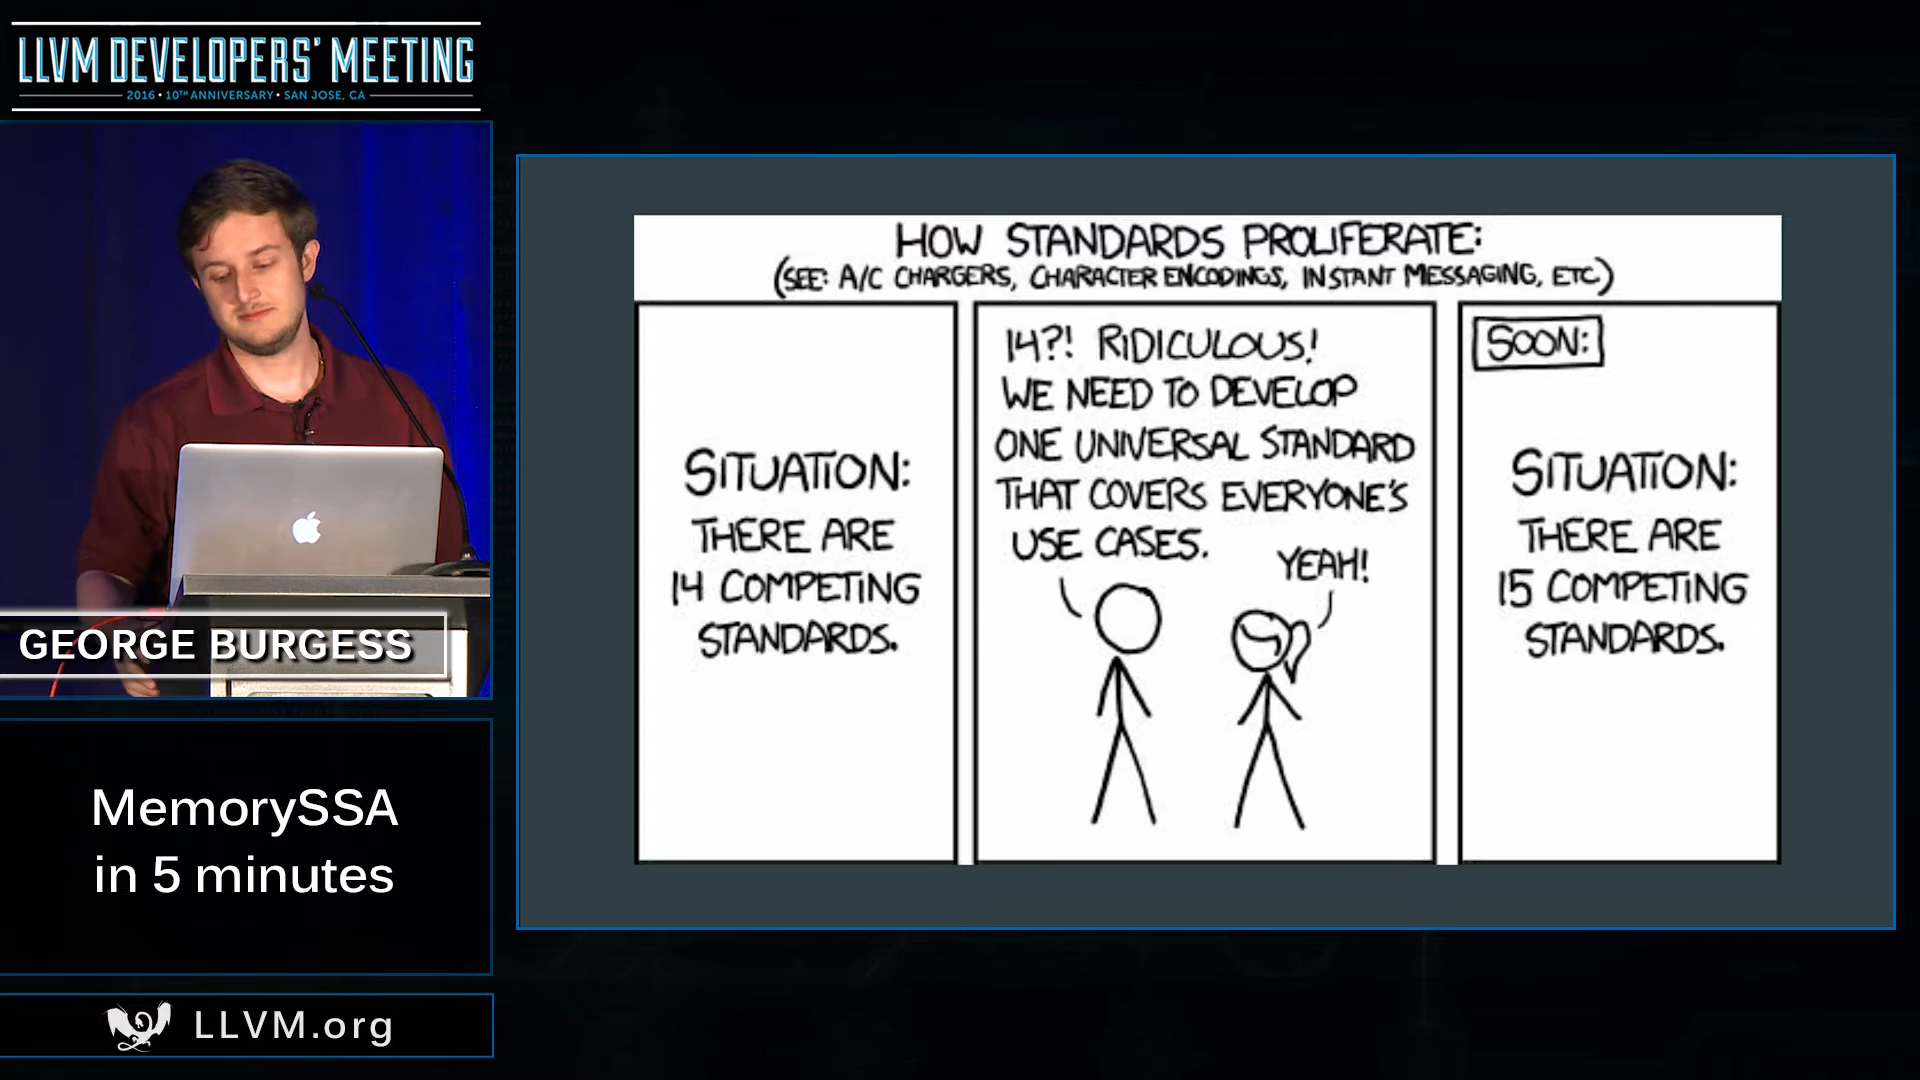 LLVM DEVELOPERS' MEETING
2016 • 10TH ANNIVERSARY • SAN JOSE, CA
GEORGE BURGESS
MemorySSA
in 5 minutes
LLVM.org
HOW STANDARDS PROLIFERATE:
(SEE: A/C CHARGERS, CHARACTER ENCODINGS, INSTANT MESSAGING, ETC.)
SITUATION:
THERE ARE
14 COMPETING
STANDARDS.
14?! RIDICULOUS!
WE NEED TO DEVELOP
ONE UNIVERSAL STANDARD
THAT COVERS EVERYONE'S
USE CASES.
YEAH!
SOON:
SITUATION:
THERE ARE
15 COMPETING
STANDARDS.